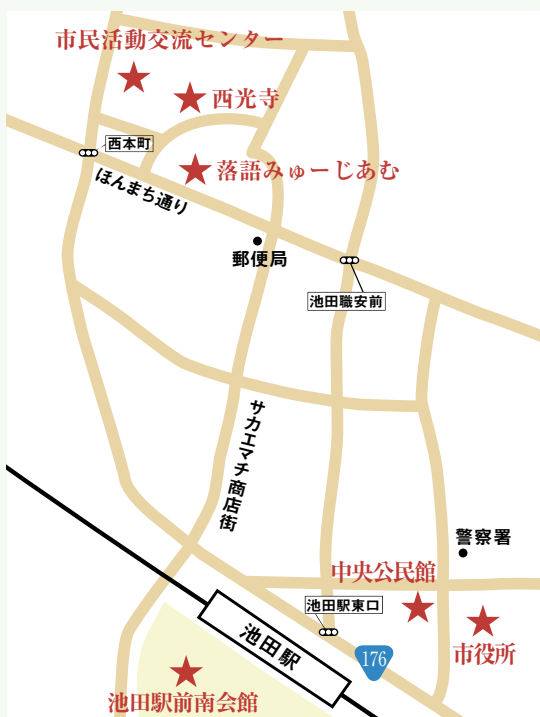 市民活動交流センター
西光寺
西本町
落語みゅーじあむ
ほんまち通り
郵便局
池田職安前
サカエマチ商店街
警察署
中央公民館
池田駅東口
池田駅
176
市役所
池田駅前南会館